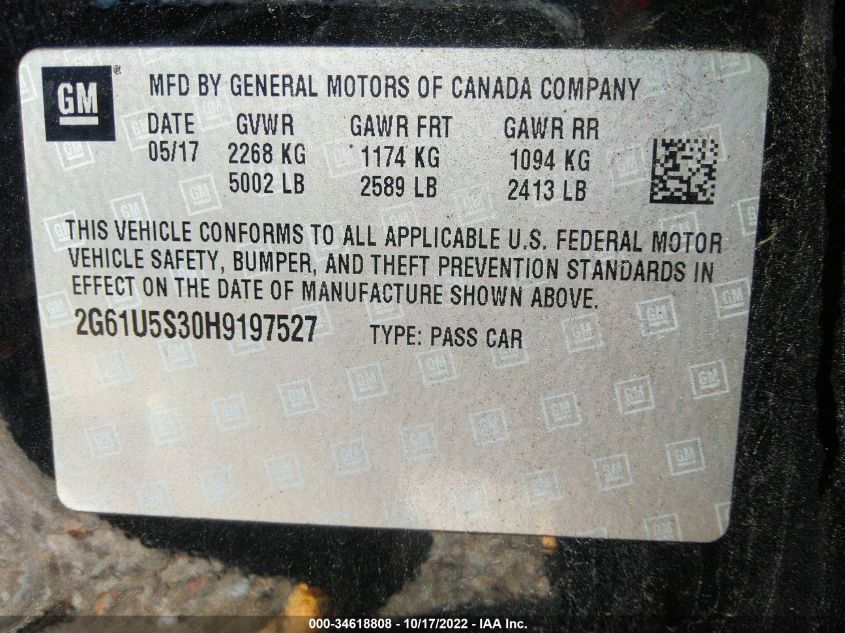 GM ® MFD BY GENERAL MOTORS OF CANADA COMPANY
DATE GVWR GAWR FRT GAWR RR
05/17 2268 KG 1174 KG 1094 KG
5002 LB 2589 LB 2413 LB
THIS VEHICLE CONFORMS TO ALL APPLICABLE U.S. FEDERAL MOTOR
VEHICLE SAFETY, BUMPER, AND THEFT PREVENTION STANDARDS IN
EFFECT ON THE DATE OF MANUFACTURE SHOWN ABOVE.
2G61U5S30H9197527 TYPE: PASS CAR
000-34618808 - 10/17/2022 - IAA Inc.